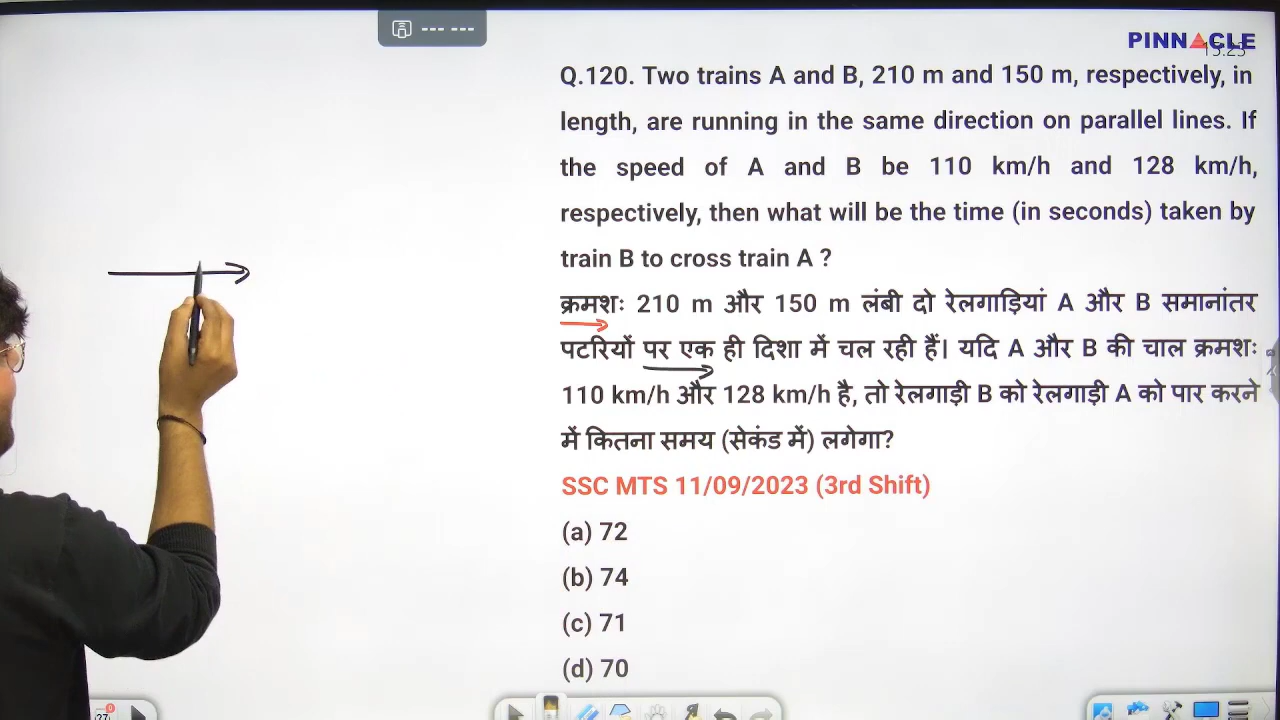 PINNACLE
15:23
Q.120. Two trains A and B, 210 m and 150 m, respectively, in
length, are running in the same direction on parallel lines. If
the speed of A and B be 110 km/h and 128 km/h,
respectively, then what will be the time (in seconds) taken by
train B to cross train A ?
क्रमशः 210 m और 150 m लंबी दो रेलगाड़ियां A और B समानांतर
पटरियों पर एक ही दिशा में चल रही हैं। यदि A और B की चाल क्रमशः
110 km/h और 128 km/h है, तो रेलगाड़ी B को रेलगाड़ी A को पार करने
में कितना समय (सेकंड में) लगेगा?
SSC MTS 11/09/2023 (3rd Shift)
(a) 72
(b) 74
(c) 71
(d) 70